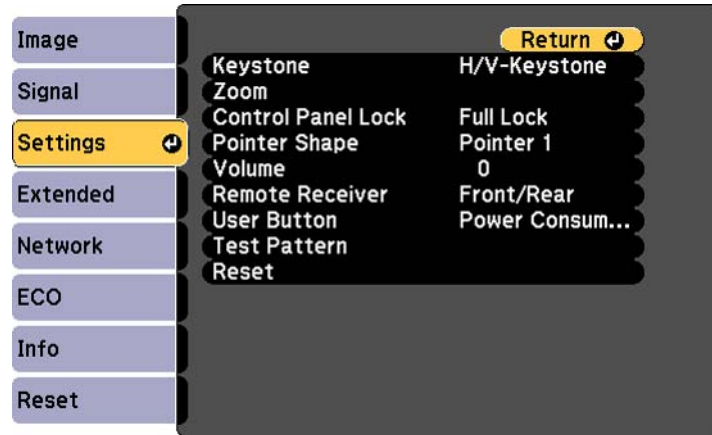 Image
Signal
Settings
Extended
Network
ECO
Info
Reset
Return
Keystone H/V-Keystone
Zoom
Control Panel Lock Full Lock
Pointer Shape Pointer 1
Volume 0
Remote Receiver Front/Rear
User Button Power Consum...
Test Pattern
Reset